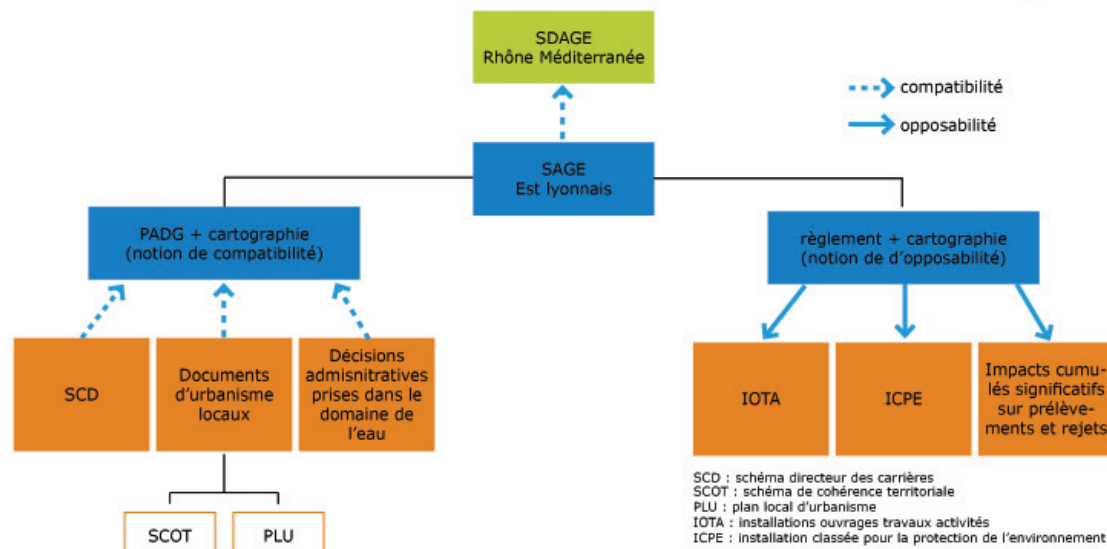 SDAGE
Rhône Méditerranée
compatibilité
opposabilité
SAGE
Est lyonnais
PADG + cartographie
(notion de compatibilité)
règlement + cartographie
(notion de d'opposabilité)
SCD
Documents
d'urbanisme
locaux
Décisions
admisnitratives
prises dans le
domaine de
l'eau
IOTA
ICPE
Impacts cumu-
lés significatifs
sur prélève-
ments et rejets
SCOT
PLU
SCD : schéma directeur des carrières
SCOT : schéma de cohérence territoriale
PLU : plan local d'urbanisme
IOTA : installations ouvrages travaux activités
ICPE : installation classée pour la protection de l'environnement